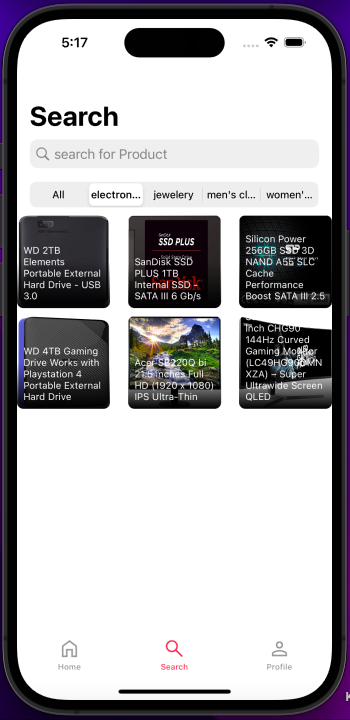 5:17
Search
search for Product
All
electron...
jewelery
men's cl...
women'...
WD 2TB
Elements
Portable External
Hard Drive - USB
3.0
SanDisk
SSD PLUS
SanDisk SSD
PLUS 1TB
Internal SSD -
SATA III 6 Gb/s
Silicon Power
256GB SSD 3D
NAND A55 SLC
Cache
Performance
Boost SATA III 2.5
WD 4TB Gaming
Drive Works with
Playstation 4
Portable External
Hard Drive
Acer SB220Q bi
21.5 inches Full
HD (1920 x 1080)
IPS Ultra-Thin
Inch CHG90
144Hz Curved
Gaming Monitor
(LC49HG90DMN
XZA) – Super
Ultrawide Screen
QLED
Home
Search
Profile